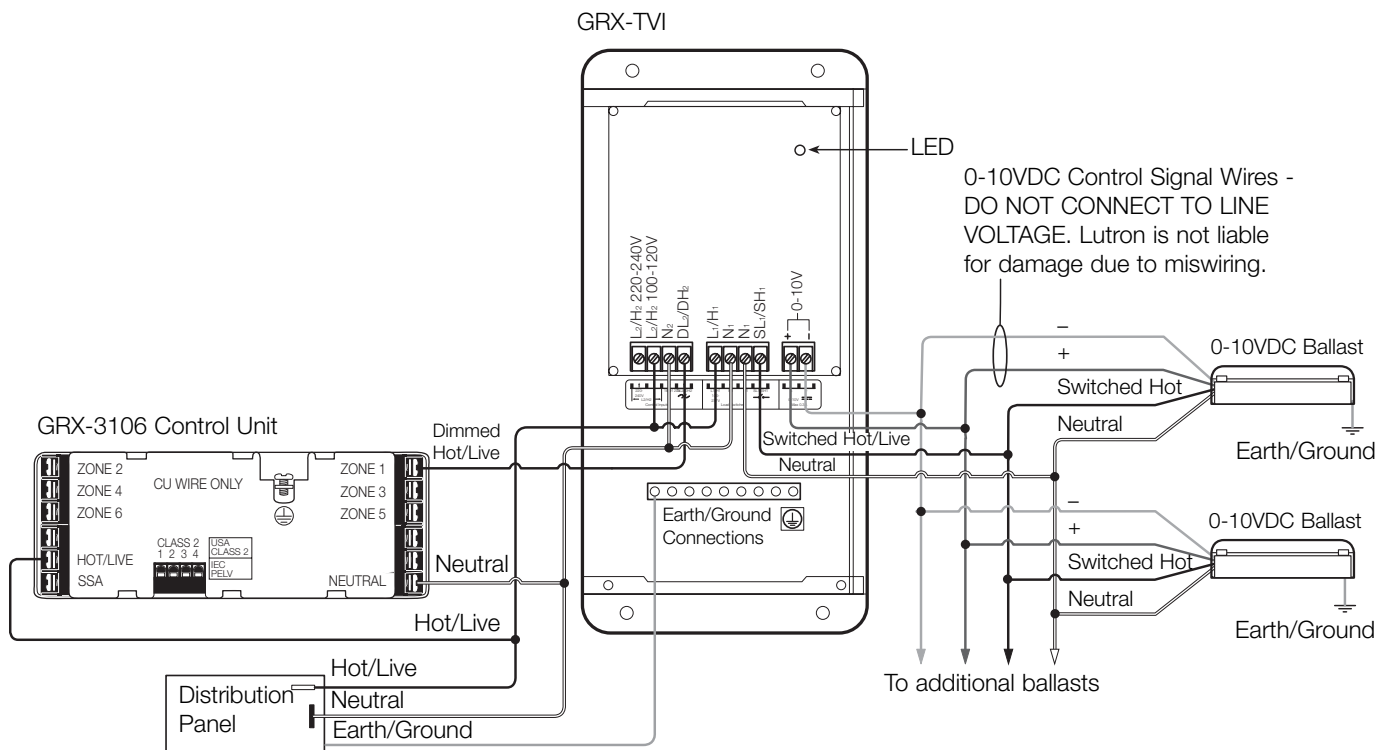 GRX-TVI
LED
0-10VDC Control Signal Wires -
DO NOT CONNECT TO LINE
VOLTAGE. Lutron is not liable
for damage due to miswiring.
L₂/H₂ 220-240V
L₂/H₂ 100-120V
N₂
DL₂/DH₂
L₁/H₁
N₁
N₁
SL₁/SH₁
0-10V
+
-
GRX-3106 Control Unit
ZONE 2
ZONE 4
ZONE 6
HOT/LIVE
SSA
CU WIRE ONLY
CLASS 2
1 2 3 4
USA
CLASS 2
IEC
PELV
ZONE 1
ZONE 3
ZONE 5
NEUTRAL
Dimmed
Hot/Live
Neutral
Hot/Live
Switched Hot/Live
Neutral
Earth/Ground
Connections
–
+
Switched Hot
Neutral
0-10VDC Ballast
Earth/Ground
–
+
Switched Hot
Neutral
0-10VDC Ballast
Earth/Ground
To additional ballasts
Distribution
Panel
Hot/Live
Neutral
Earth/Ground